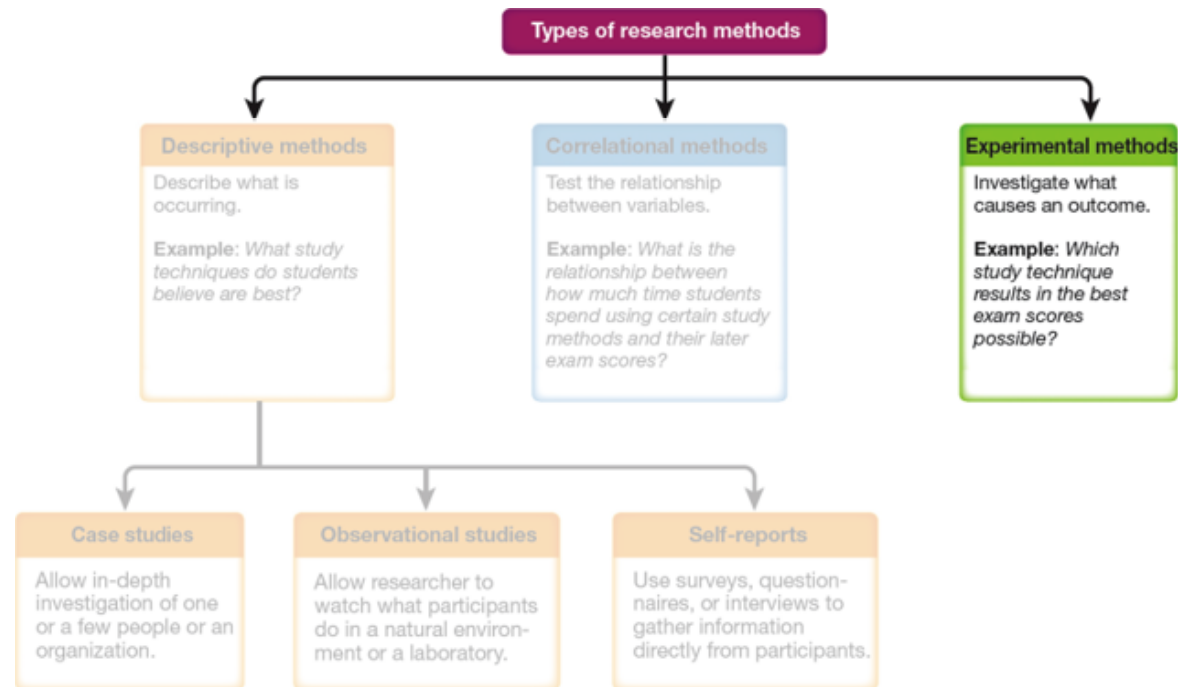 Types of research methods
Descriptive methods
Describe what is
occurring.
Example: What study
techniques do students
believe are best?
Correlational methods
Test the relationship
between variables.
Example: What is the
relationship between
how much time students
spend using certain study
methods and their later
exam scores?
Experimental methods
Investigate what
causes an outcome.
Example: Which
study technique
results in the best
exam scores
possible?
Case studies
Allow in-depth
investigation of one
or a few people or an
organization.
Observational studies
Allow researcher to
watch what participants
do in a natural environ-
ment or a laboratory.
Self-reports
Use surveys, question-
naires, or interviews to
gather information
directly from participants.